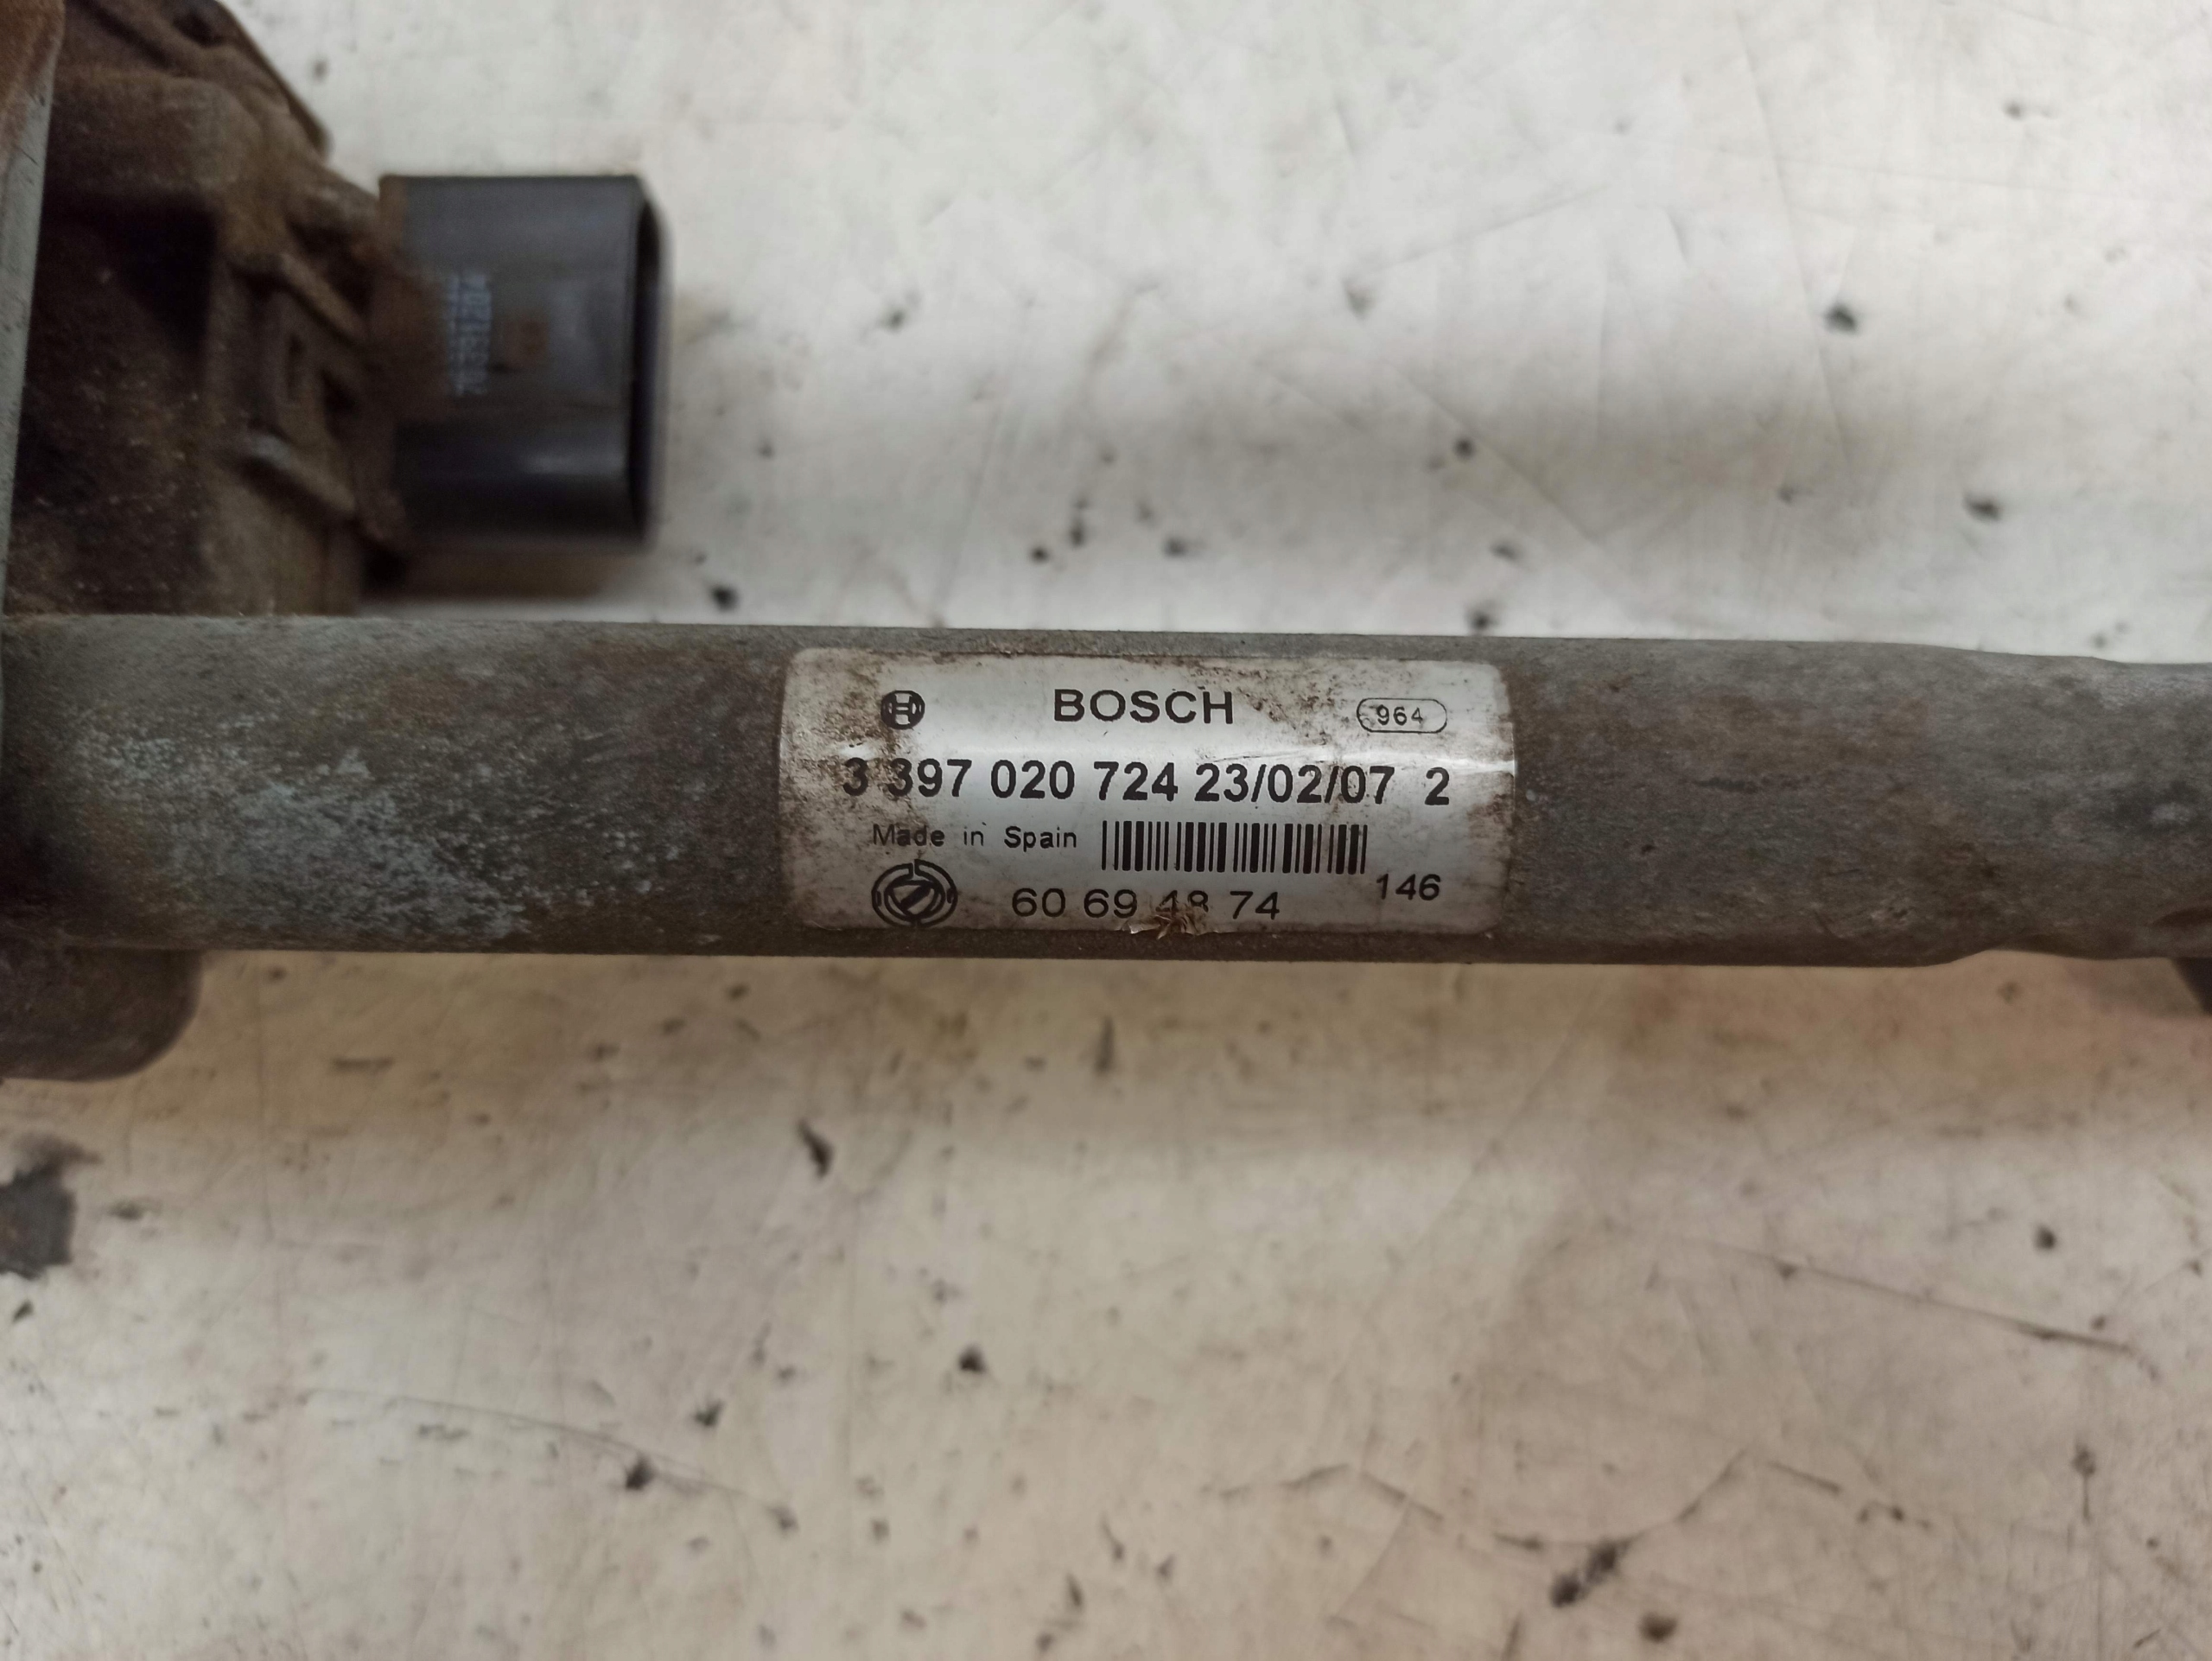 BOSCH 964
3 397 020 724 23/02/07 2
Made in Spain
60 69 48 74 146